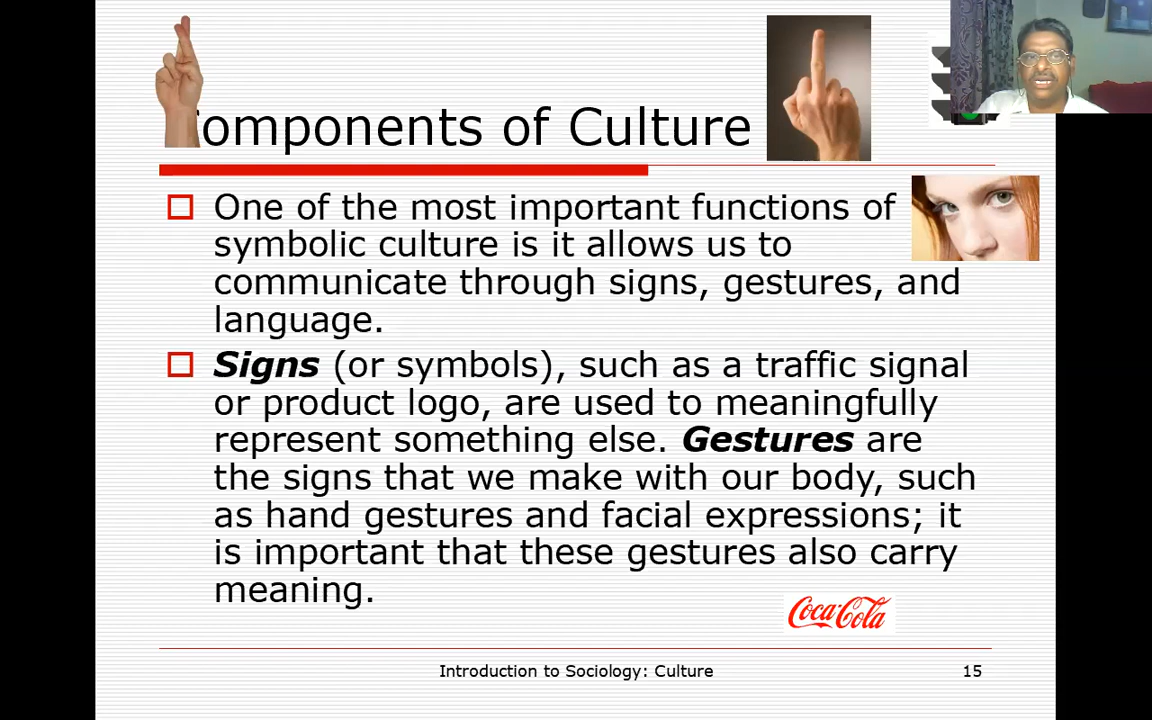 Components of Culture
One of the most important functions of
symbolic culture is it allows us to
communicate through signs, gestures, and
language.
Signs (or symbols), such as a traffic signal
or product logo, are used to meaningfully
represent something else. Gestures are
the signs that we make with our body, such
as hand gestures and facial expressions; it
is important that these gestures also carry
meaning.
Coca-Cola
Introduction to Sociology: Culture 15